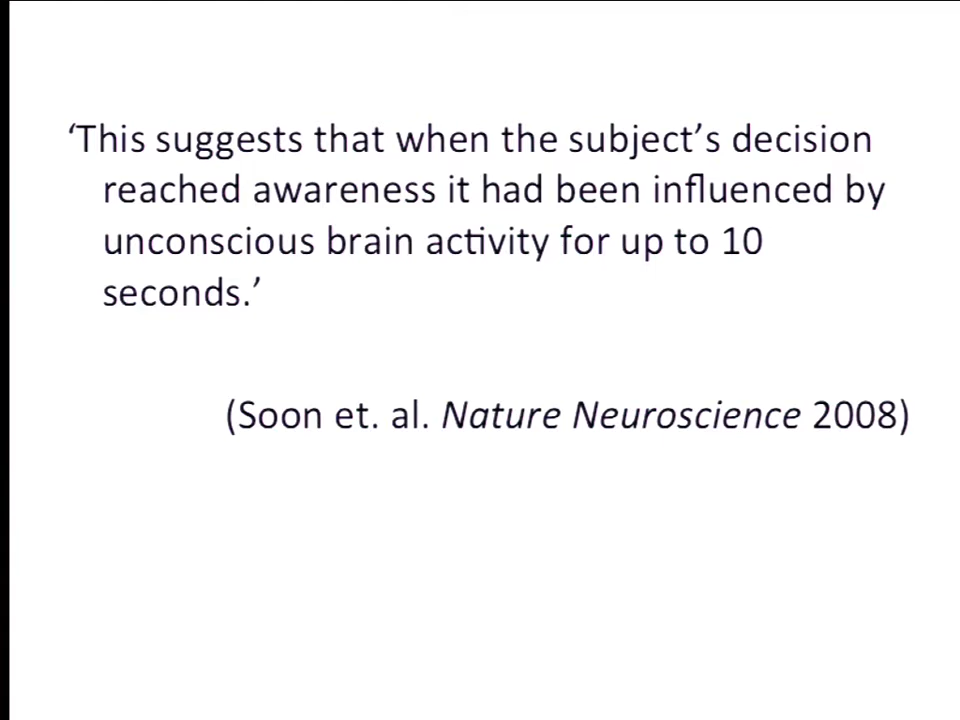 ‘This suggests that when the subject’s decision
reached awareness it had been influenced by
unconscious brain activity for up to 10
seconds.’
(Soon et. al. Nature Neuroscience 2008)